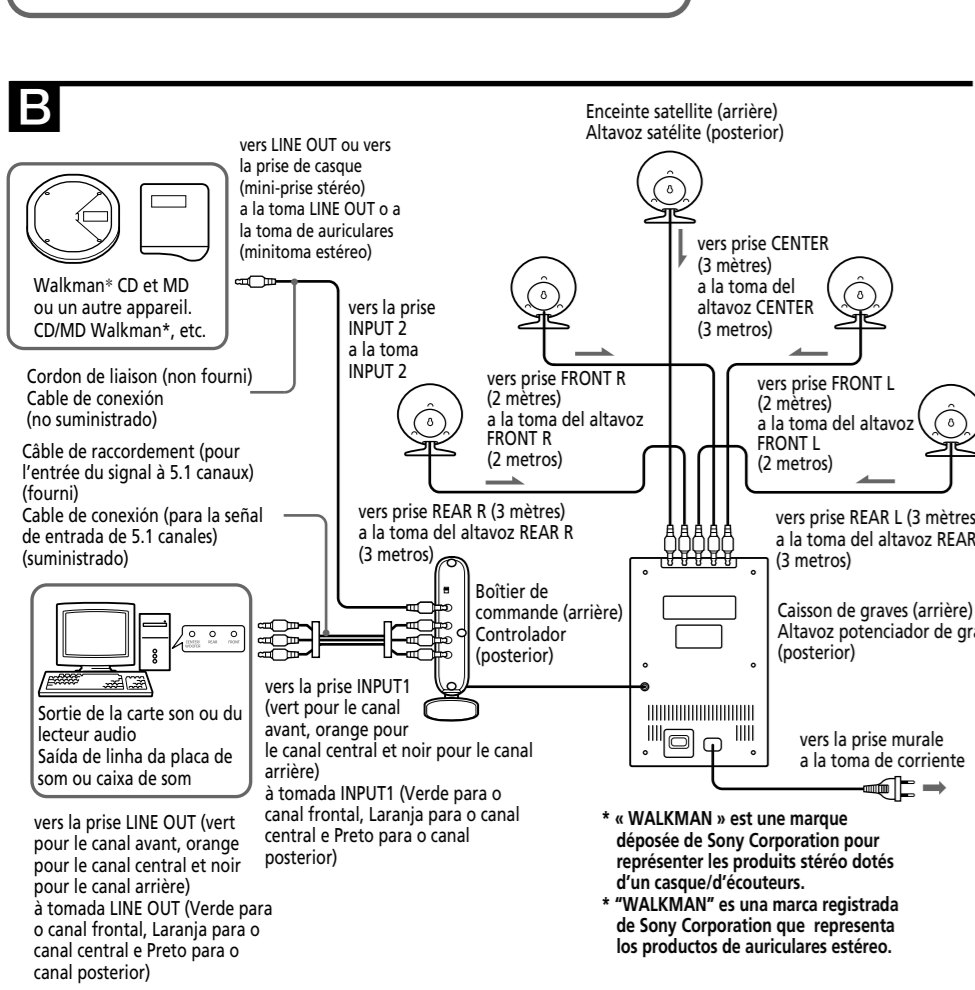 B
Enceinte satellite (arrière)
Altavoz satélite (posterior)
vers LINE OUT ou vers
la prise de casque
(mini-prise stéréo)
a la toma LINE OUT o a
la toma de auriculares
(minitoma estéreo)
Walkman* CD et MD
ou un autre appareil.
CD/MD Walkman*, etc.
vers prise CENTER
(3 mètres)
a la toma del
altavoz CENTER
(3 metros)
vers la prise
INPUT 2
a la toma
INPUT 2
Cordon de liaison (non fourni)
Cable de conexión
(no suministrado)
vers prise FRONT R
(2 mètres)
a la toma del altavoz
FRONT R
(2 metros)
vers prise FRONT L
(2 mètres)
a la toma del altavoz
FRONT L
(2 metros)
Câble de raccordement (pour
l'entrée du signal à 5.1 canaux)
(fourni)
Cable de conexión (para la señal
de entrada de 5.1 canales)
(suministrado)
vers prise REAR R (3 mètres)
a la toma del altavoz REAR R
(3 metros)
vers prise REAR L (3 mètres
a la toma del altavoz REAR
(3 metros)
Boîtier de
commande (arrière)
Controlador
(posterior)
Caisson de graves (arrière)
Altavoz potenciador de gra
(posterior)
CENTER/
WOOFER
REAR
FRONT
Sortie de la carte son ou du
lecteur audio
Saída de linha da placa de
som ou caixa de som
vers la prise INPUT1
(vert pour le canal
avant, orange pour
le canal central et noir pour le canal
arrière)
à tomada INPUT1 (Verde para o
canal frontal, Laranja para o canal
central e Preto para o canal
posterior)
vers la prise murale
a la toma de corriente
vers la prise LINE OUT (vert
pour le canal avant, orange
pour le canal central et noir
pour le canal arrière)
à tomada LINE OUT (Verde para
o canal frontal, Laranja para o
canal central e Preto para o
canal posterior)
* « WALKMAN » est une marque
déposée de Sony Corporation pour
représenter les produits stéréo dotés
d'un casque/d'écouteurs.
* "WALKMAN" es una marca registrada
de Sony Corporation que representa
los productos de auriculares estéreo.